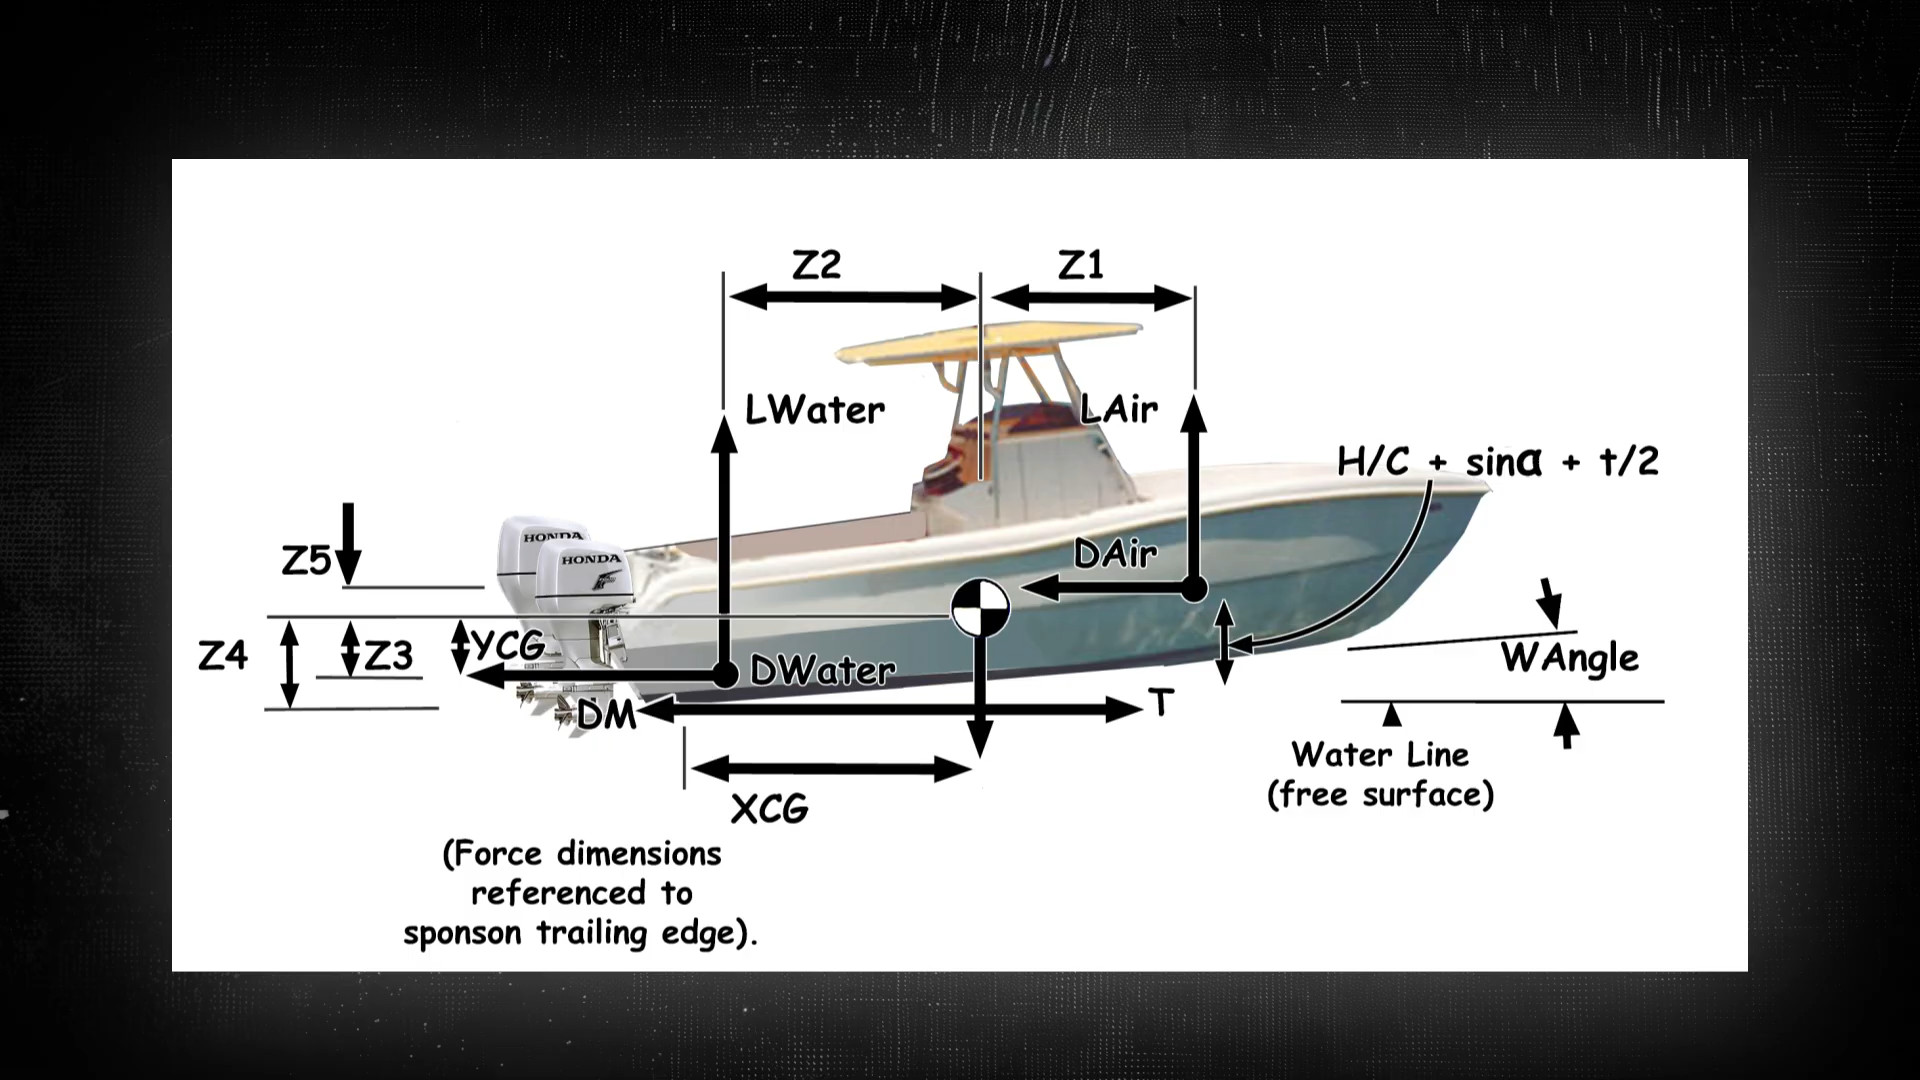 Z2
Z1
LWater
LAir
H/C + sinα + t/2
HONDA
HONDA
Z5
DAir
Z4
Z3
YCG
DWater
WAngle
DM
T
Water Line
(free surface)
XCG
(Force dimensions
referenced to
sponson trailing edge).